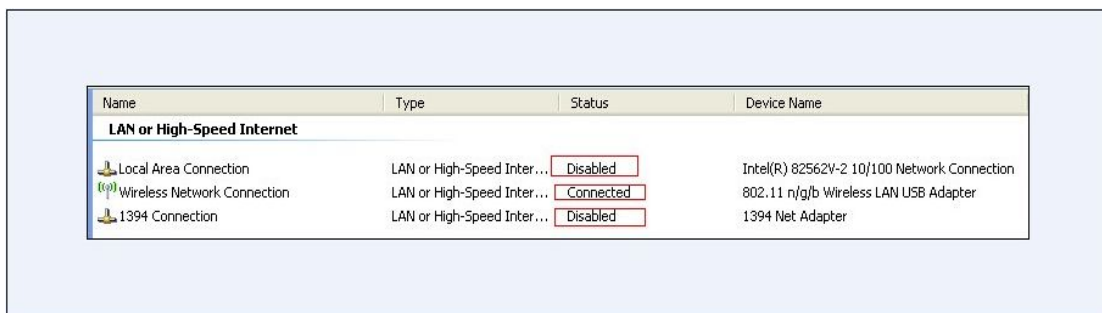 Name Type Status Device Name
LAN or High-Speed Internet
Local Area Connection LAN or High-Speed Inter... Disabled Intel(R) 82562V-2 10/100 Network Connection
Wireless Network Connection LAN or High-Speed Inter... Connected 802.11 n/g/b Wireless LAN USB Adapter
1394 Connection LAN or High-Speed Inter... Disabled 1394 Net Adapter